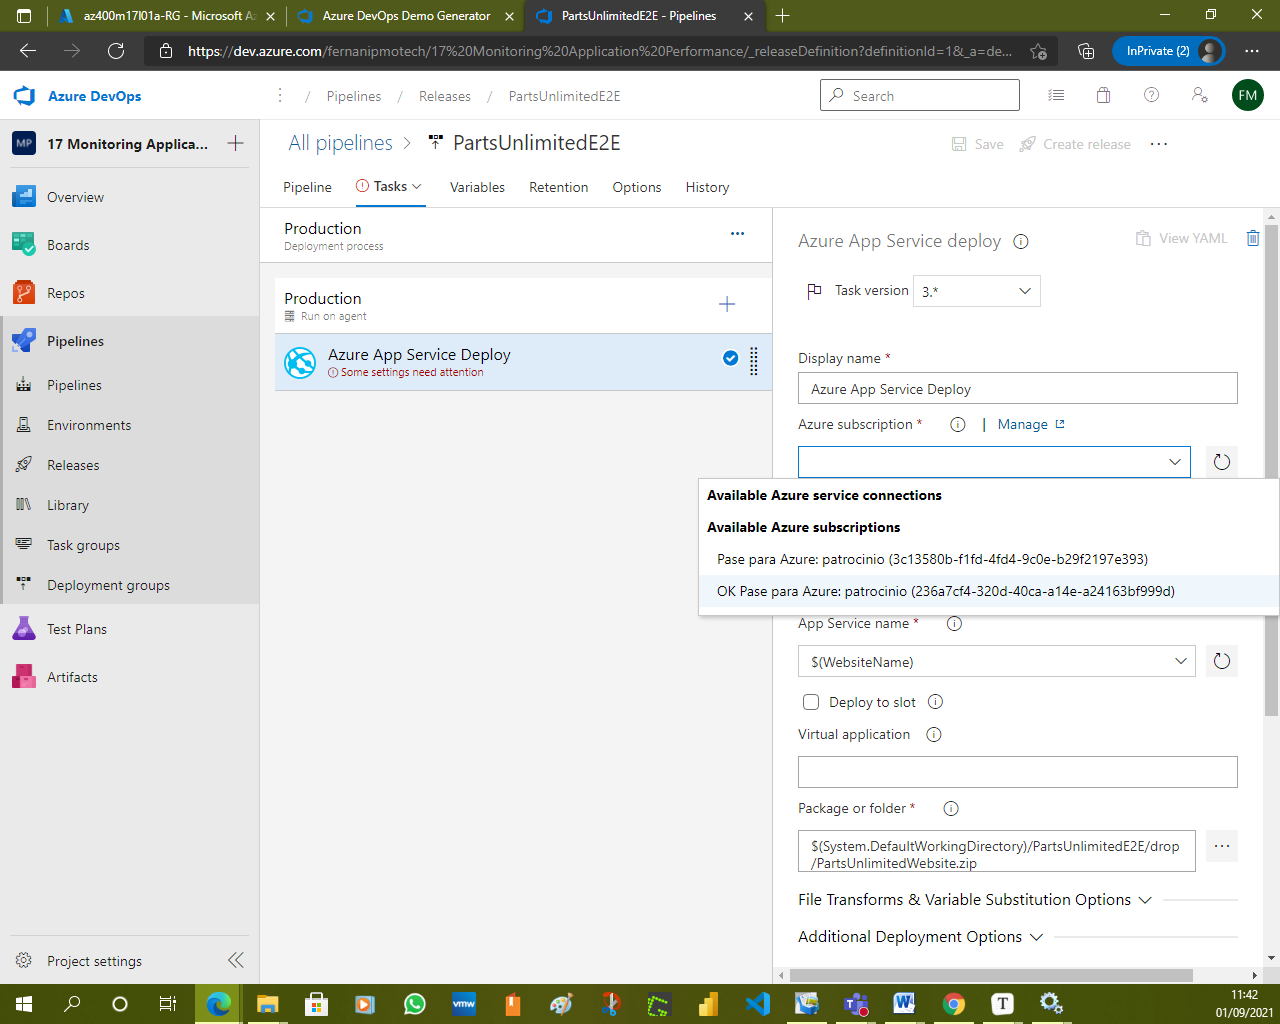 az400m17l01a-RG - Microsoft Az
Azure DevOps Demo Generator
PartsUnlimitedE2E - Pipelines
https://dev.azure.com/fernanipmotech/17%20Monitoring%20Application%20Performance/_releaseDefinition?definitionId=1&_a=de...
InPrivate (2)
Azure DevOps
/ Pipelines / Releases / PartsUnlimitedE2E
Search
FM
MP
17 Monitoring Applica...
All pipelines > PartsUnlimitedE2E
Save
Create release
Overview
Boards
Repos
Pipelines
Pipelines
Environments
Releases
Library
Task groups
Deployment groups
Test Plans
Artifacts
Project settings
Pipeline
Tasks
Variables
Retention
Options
History
Production
Deployment process
Production
Run on agent
Azure App Service Deploy
Some settings need attention
Azure App Service deploy
View YAML
Task version
3.*
Display name *
Azure App Service Deploy
Azure subscription *
| Manage
Available Azure service connections
Available Azure subscriptions
Pase para Azure: patrocinio (3c13580b-f1fd-4fd4-9c0e-b29f2197e393)
OK Pase para Azure: patrocinio (236a7cf4-320d-40ca-a14e-a24163bf999d)
App Service name *
$(WebsiteName)
Deploy to slot
Virtual application
Package or folder *
$(System.DefaultWorkingDirectory)/PartsUnlimitedE2E/drop
/PartsUnlimitedWebsite.zip
File Transforms & Variable Substitution Options
Additional Deployment Options
vmw
T
11:42
01/09/2021